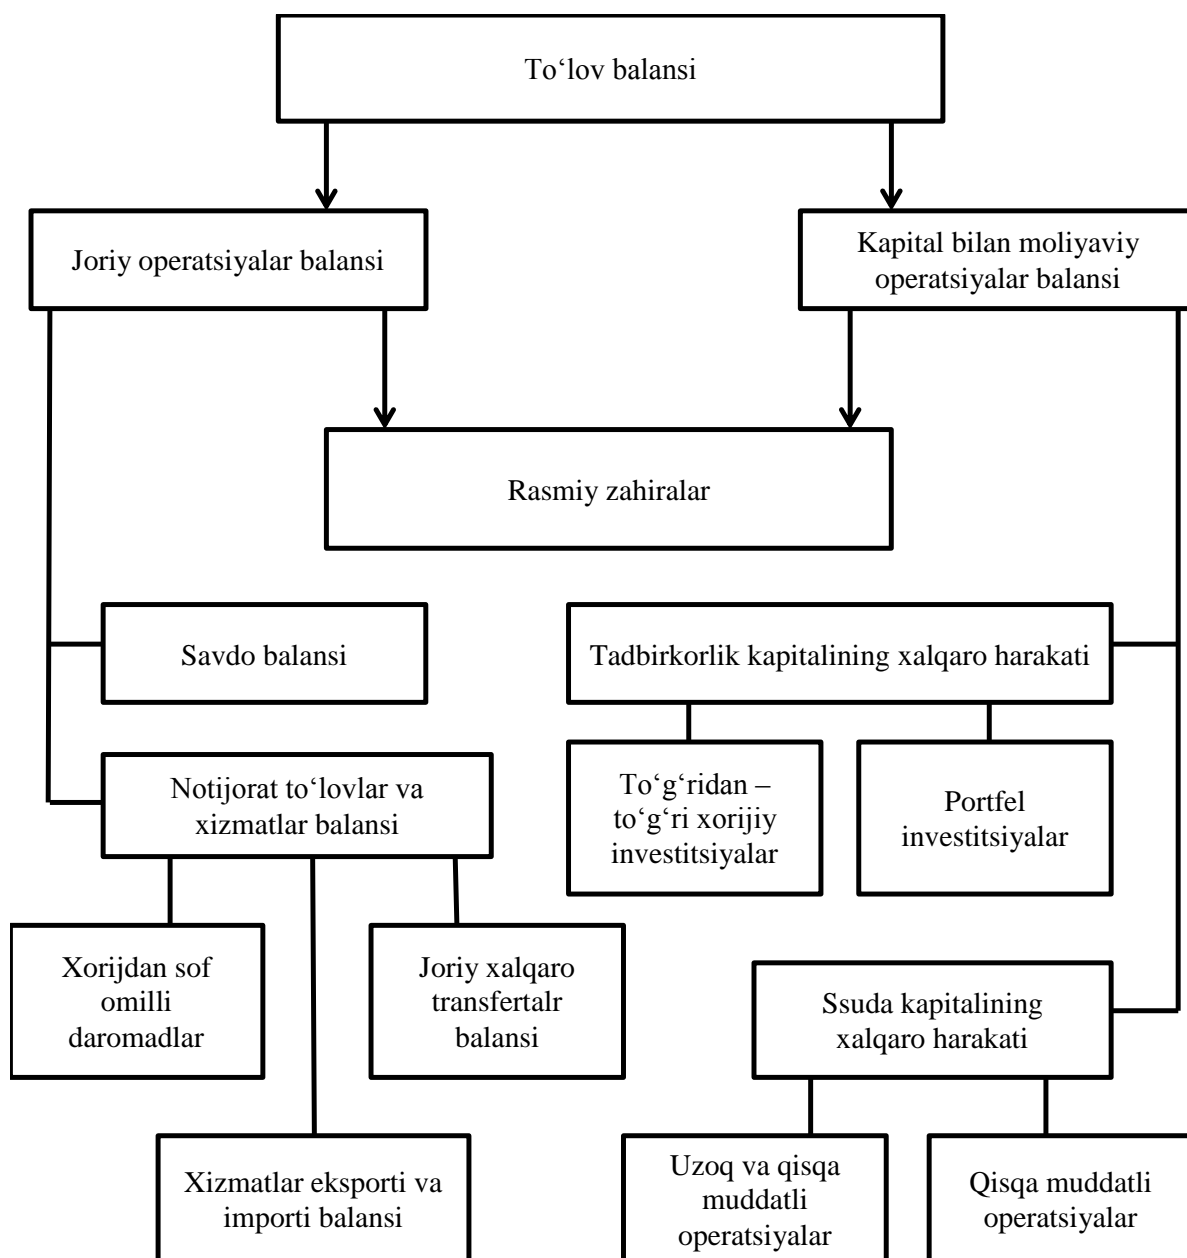 To‘lov balansi
Joriy operatsiyalar balansi
Kapital bilan moliyaviy
operatsiyalar balansi
Rasmiy zahiralar
Savdo balansi
Tadbirkorlik kapitalining xalqaro harakati
Notijorat to‘lovlar va
xizmatlar balansi
To‘g‘ridan –
to‘g‘ri xorijiy
investitsiyalar
Portfel
investitsiyalar
Xorijdan sof
omilli
daromadlar
Joriy xalqaro
transfertalr
balansi
Ssuda kapitalining
xalqaro harakati
Xizmatlar eksporti va
importi balansi
Uzoq va qisqa
muddatli
operatsiyalar
Qisqa muddatli
operatsiyalar